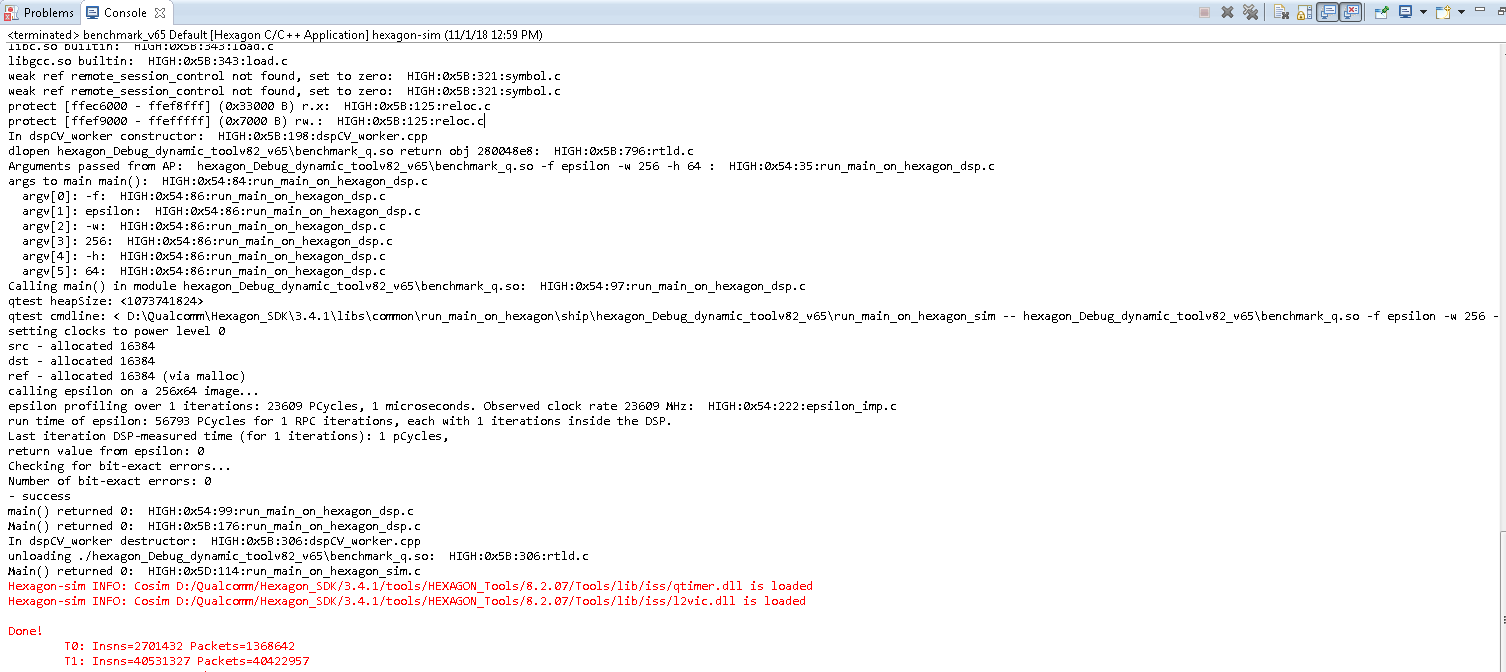 Problems Console
<terminated> benchmark_v65 Default [Hexagon C/C++ Application] hexagon-sim (11/1/18 12:59 PM)
libc.so builtin:  HIGH:0x5B:343:load.c
libgcc.so builtin:  HIGH:0x5B:343:load.c
weak ref remote_session_control not found, set to zero:  HIGH:0x5B:321:symbol.c
weak ref remote_session_control not found, set to zero:  HIGH:0x5B:321:symbol.c
protect [ffec6000 - ffef8fff] (0x33000 B) r.x:  HIGH:0x5B:125:reloc.c
protect [ffef9000 - ffefffff] (0x7000 B) rw.:  HIGH:0x5B:125:reloc.c
In dspCV_worker constructor:  HIGH:0x5B:198:dspCV_worker.cpp
dlopen hexagon_Debug_dynamic_toolv82_v65\benchmark_q.so return obj 280048e8:  HIGH:0x5B:796:rtld.c
Arguments passed from AP:  hexagon_Debug_dynamic_toolv82_v65\benchmark_q.so -f epsilon -w 256 -h 64 :  HIGH:0x54:35:run_main_on_hexagon_dsp.c
args to main main():  HIGH:0x54:84:run_main_on_hexagon_dsp.c
  argv[0]: -f:  HIGH:0x54:86:run_main_on_hexagon_dsp.c
  argv[1]: epsilon:  HIGH:0x54:86:run_main_on_hexagon_dsp.c
  argv[2]: -w:  HIGH:0x54:86:run_main_on_hexagon_dsp.c
  argv[3]: 256:  HIGH:0x54:86:run_main_on_hexagon_dsp.c
  argv[4]: -h:  HIGH:0x54:86:run_main_on_hexagon_dsp.c
  argv[5]: 64:  HIGH:0x54:86:run_main_on_hexagon_dsp.c
Calling main() in module hexagon_Debug_dynamic_toolv82_v65\benchmark_q.so:  HIGH:0x54:97:run_main_on_hexagon_dsp.c
qtest heapSize: <1073741824>
qtest cmdline: < D:\Qualcomm\Hexagon_SDK\3.4.1\libs\common\run_main_on_hexagon\ship\hexagon_Debug_dynamic_toolv82_v65\run_main_on_hexagon_sim -- hexagon_Debug_dynamic_toolv82_v65\benchmark_q.so -f epsilon -w 256 -
setting clocks to power level 0
src - allocated 16384
dst - allocated 16384
ref - allocated 16384 (via malloc)
calling epsilon on a 256x64 image...
epsilon profiling over 1 iterations: 23609 PCycles, 1 microseconds. Observed clock rate 23609 MHz:  HIGH:0x54:222:epsilon_imp.c
run time of epsilon: 56793 PCycles for 1 RPC iterations, each with 1 iterations inside the DSP.
Last iteration DSP-measured time (for 1 iterations): 1 pCycles,
return value from epsilon: 0
Checking for bit-exact errors...
Number of bit-exact errors: 0
- success
main() returned 0:  HIGH:0x54:99:run_main_on_hexagon_dsp.c
Main() returned 0:  HIGH:0x5B:176:run_main_on_hexagon_dsp.c
In dspCV_worker destructor:  HIGH:0x5B:306:dspCV_worker.cpp
unloading ./hexagon_Debug_dynamic_toolv82_v65\benchmark_q.so:  HIGH:0x5B:306:rtld.c
Main() returned 0:  HIGH:0x5D:114:run_main_on_hexagon_sim.c
Hexagon-sim INFO: Cosim D:/Qualcomm/Hexagon_SDK/3.4.1/tools/HEXAGON_Tools/8.2.07/Tools/lib/iss/qtimer.dll is loaded
Hexagon-sim INFO: Cosim D:/Qualcomm/Hexagon_SDK/3.4.1/tools/HEXAGON_Tools/8.2.07/Tools/lib/iss/l2vic.dll is loaded
Done!
T0: Insns=2701432 Packets=1368642
T1: Insns=40531327 Packets=40422957